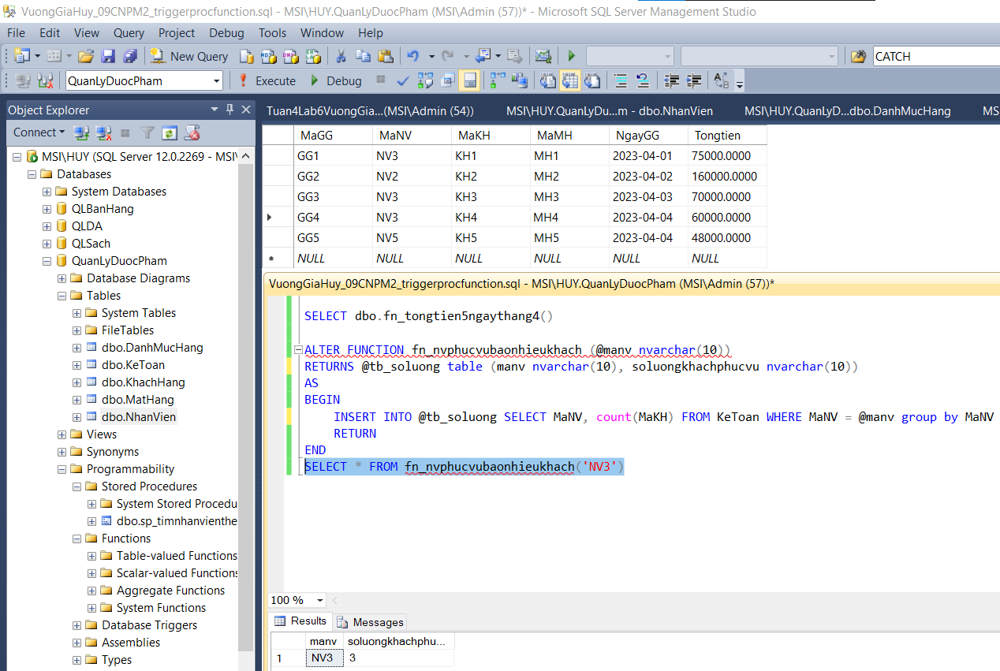 VuongGiaHuy_09CNPM2_triggerprocfunction.sql - MSI\HUY.QuanLyDuocPham (MSI\Admin (57))* - Microsoft SQL Server Management Studio
File Edit View Query Project Debug Tools Window Help
New Query CATCH
QuanLyDuocPham Execute Debug
Object Explorer
Connect
MSI\HUY (SQL Server 12.0.2269 - MSI\
Databases
System Databases
QLBanHang
QLDA
QLSach
QuanLyDuocPham
Database Diagrams
Tables
System Tables
FileTables
dbo.DanhMucHang
dbo.KeToan
dbo.KhachHang
dbo.MatHang
dbo.NhanVien
Views
Synonyms
Programmability
Stored Procedures
System Stored Procedu
dbo.sp_timnhanvienthe
Functions
Table-valued Functions
Scalar-valued Functions
Aggregate Functions
System Functions
Database Triggers
Assemblies
Types
Tuan4Lab6VuongGia...(MSI\Admin (54)) MSI\HUY.QuanLyDu...m - dbo.NhanVien MSI\HUY.QuanLyD...dbo.DanhMucHang MS
MaGG MaNV MaKH MaMH NgayGG Tongtien
GG1 NV3 KH1 MH1 2023-04-01 75000.0000
GG2 NV2 KH2 MH2 2023-04-02 160000.0000
GG3 NV3 KH3 MH3 2023-04-03 70000.0000
GG4 NV3 KH4 MH4 2023-04-04 60000.0000
GG5 NV5 KH5 MH5 2023-04-04 48000.0000
NULL NULL NULL NULL NULL NULL
VuongGiaHuy_09CNPM2_triggerprocfunction.sql - MSI\HUY.QuanLyDuocPham (MSI\Admin (57))*
SELECT dbo.fn_tongtien5ngaythang4()
ALTER FUNCTION fn_nvphucvubaonhieukhach (@manv nvarchar(10))
RETURNS @tb_soluong table (manv nvarchar(10), soluongkhachphucvu nvarchar(10))
AS
BEGIN
INSERT INTO @tb_soluong SELECT MaNV, count(MaKH) FROM KeToan WHERE MaNV = @manv group by MaNV
RETURN
END
SELECT * FROM fn_nvphucvubaonhieukhach('NV3')
100 %
Results Messages
manv soluongkhachphu...
1 NV3 3